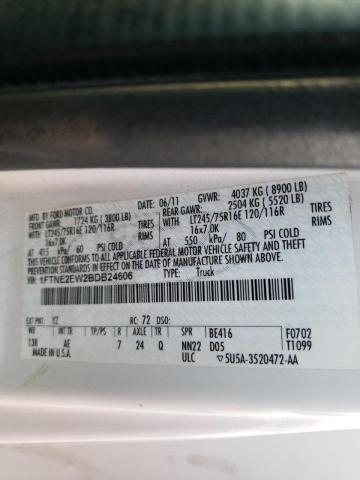 MFD. BY FORD MOTOR CO.
DATE: 06/11 GVWR: 4037 KG ( 8900 LB)
FRONT GAWR: 1724 KG ( 3800 LB) REAR GAWR: 2504 KG ( 5520 LB)
LT245/75R16E 120/116R TIRES WITH LT245/75R16E 120/116R TIRES
16x7.0K RIMS 16x7.0K RIMS
AT 415 kPa/ 60 PSI COLD AT 550 kPa/ 80 PSI COLD
THIS VEHICLE CONFORMS TO ALL APPLICABLE FEDERAL MOTOR VEHICLE SAFETY STANDARDS IN EFFECT ON THE DATE OF MANUFACTURE SHOWN ABOVE.
VIN: 1FTNE2EW2BDB24606
TYPE: Truck
EXT PNT: YZ RC: 72 DSO:
WB TP/PS R AXLE TR SPR BE416 F0702
138 AE 7 24 Q NN22 D05 T1099
MADE IN U.S.A. ULC 5U5A-3520472-AA